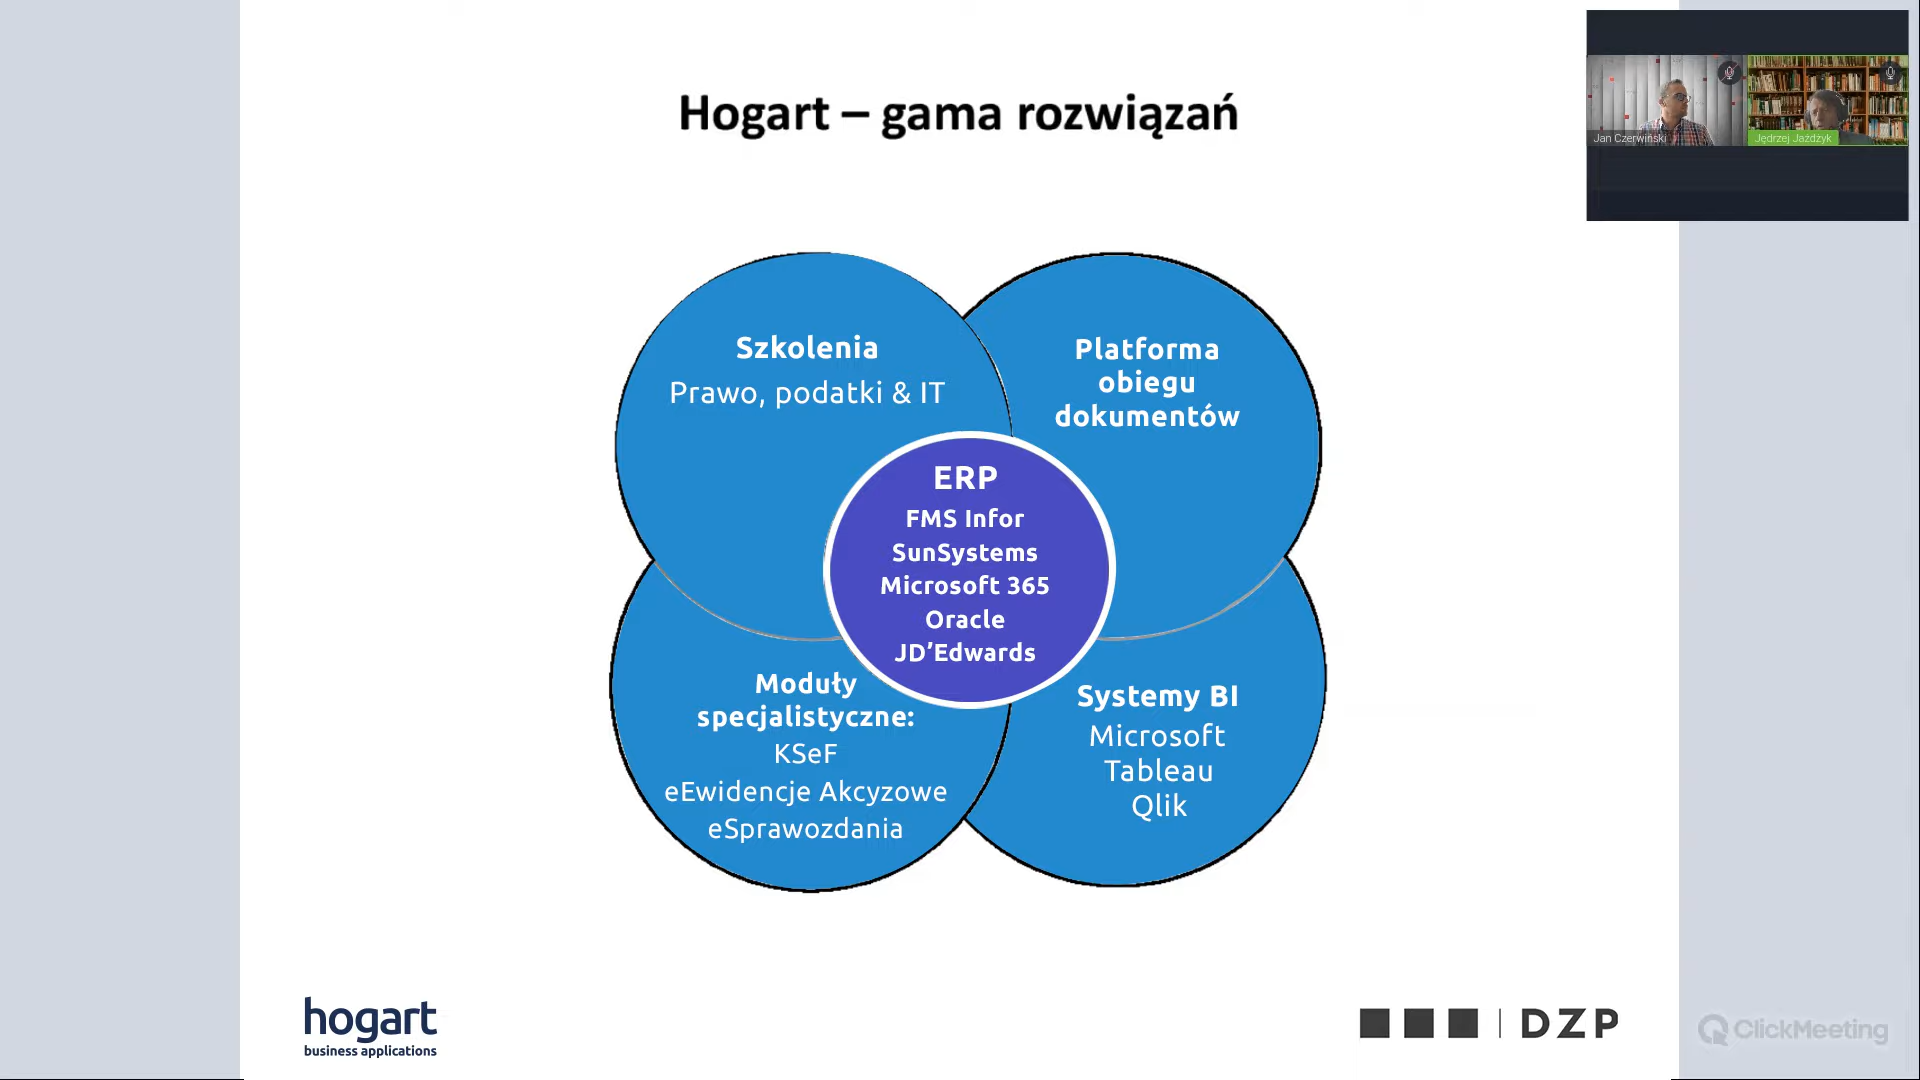 Hogart – gama rozwiązań
Jan Czerwiński
Jędrzej Jażdżyk
Szkolenia
Prawo, podatki & IT
Platforma
obiegu
dokumentów
ERP
FMS Infor
SunSystems
Microsoft 365
Oracle
JD’Edwards
Moduły
specjalistyczne:
KSeF
eEwidencje Akcyzowe
eSprawozdania
Systemy BI
Microsoft
Tableau
Qlik
hogart
business applications
DZP
ClickMeeting